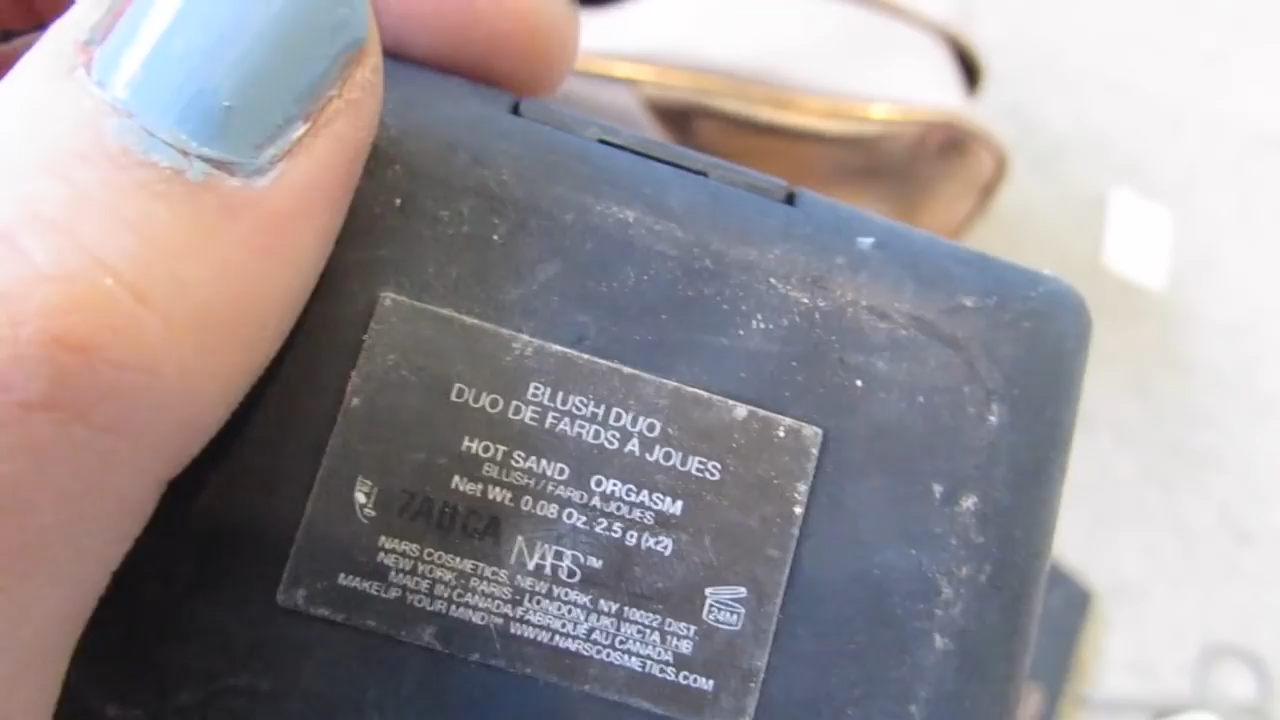 BLUSH DUO
DUO DE FARDS À JOUES
HOT SAND ORGASM
BLUSH / FARD À JOUES
Net Wt. 0.08 Oz. 2.5 g (x2)
NARS™
NARS COSMETICS, NEW YORK, NY 10022 DIST.
NEW YORK - PARIS - LONDON (UK) WC1A 1HB
MADE IN CANADA/FABRIQUÉ AU CANADA
MAKEUP YOUR MIND™ WWW.NARSCOSMETICS.COM
24M